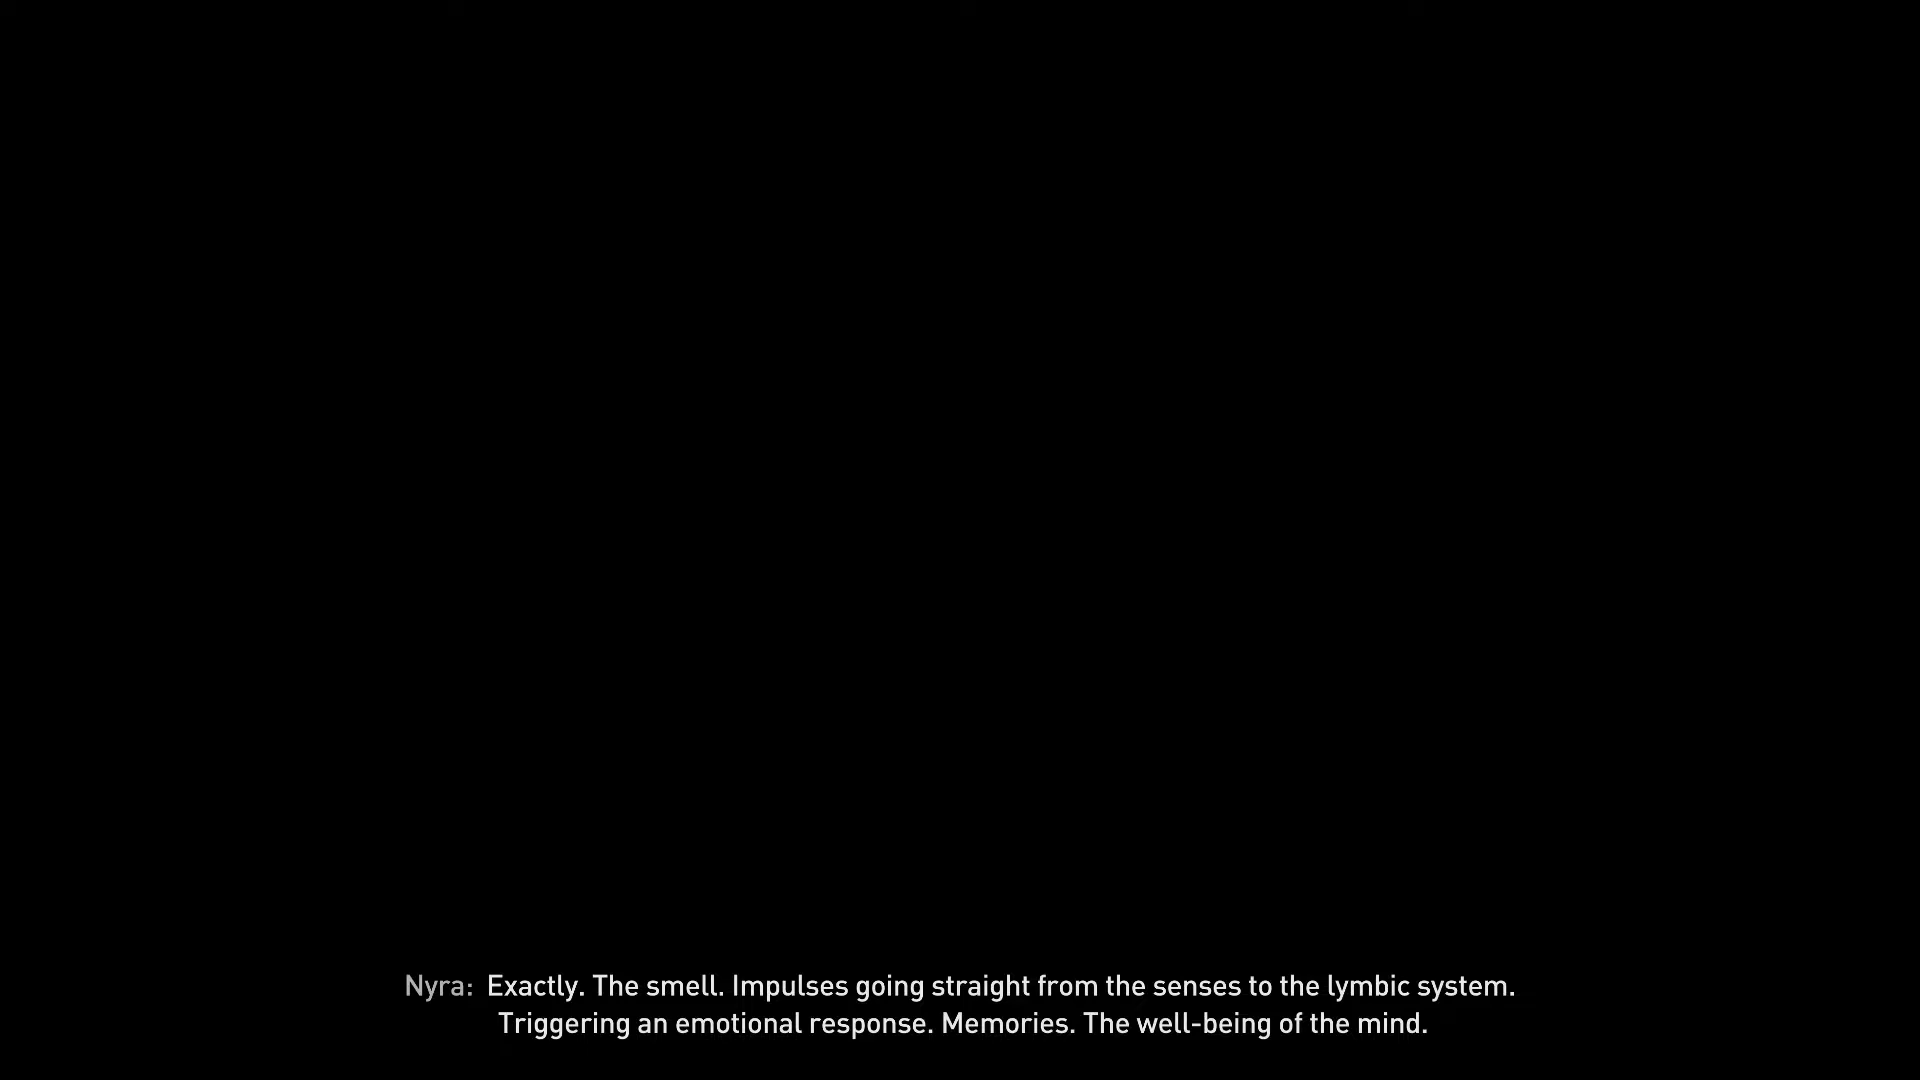 Nyra: Exactly. The smell. Impulses going straight from the senses to the lymbic system.
Triggering an emotional response. Memories. The well-being of the mind.